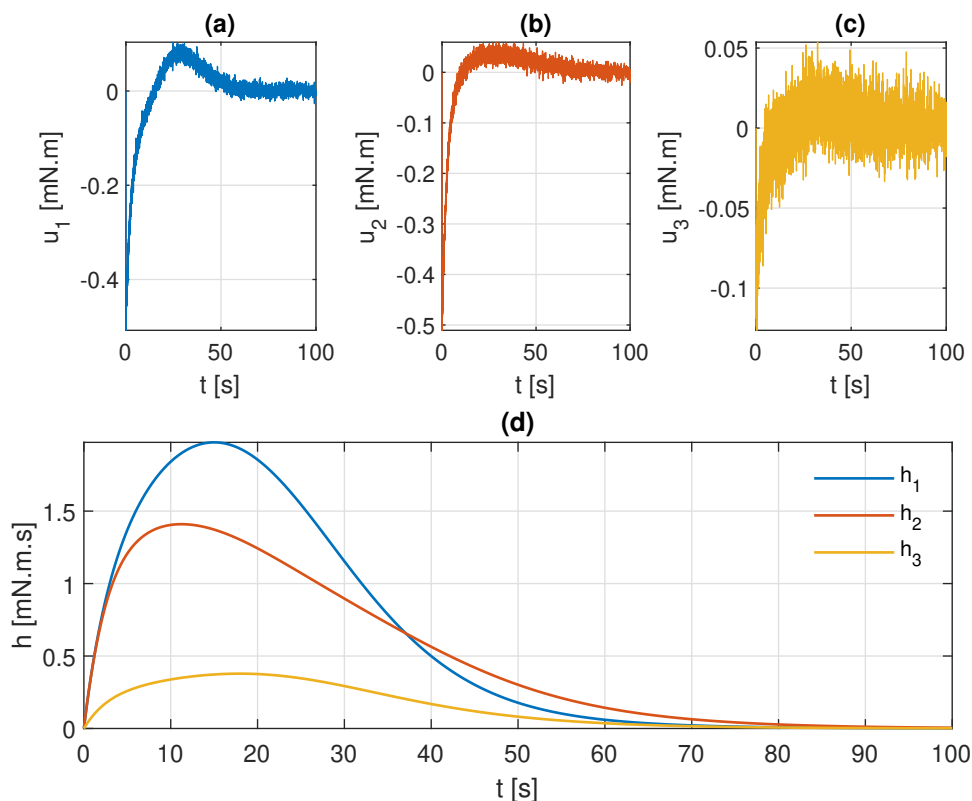 (a)
(b)
(c)
0
-0.2
-0.4
u1 [mN.m]
0 50 100
t [s]
0
-0.1
-0.2
-0.3
-0.4
-0.5
u2 [mN.m]
0 50 100
t [s]
0.05
0
-0.05
-0.1
u3 [mN.m]
0 50 100
t [s]
(d)
1.5
1
0.5
0
h [mN.m.s]
h1
h2
h3
0 10 20 30 40 50 60 70 80 90 100
t [s]